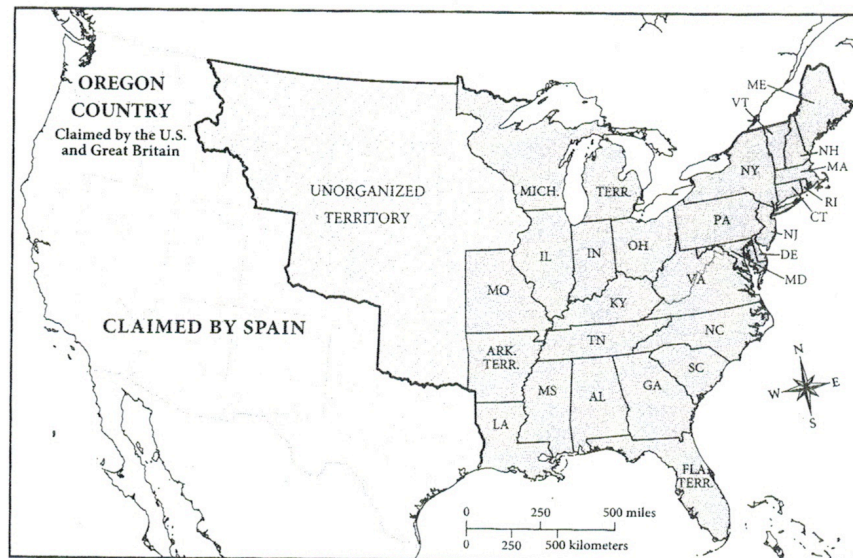 OREGON
COUNTRY
Claimed by the U.S.
and Great Britain
UNORGANIZED
TERRITORY
CLAIMED BY SPAIN
ME
VT
NH
MA
NY
RI
CT
MICH.
TERR.
PA
NJ
OH
IN
IL
DE
MD
VA
MO
KY
NC
TN
ARK.
TERR.
SC
MS
AL
GA
LA
FLA.
TERR.
N
W
E
S
0 250 500 miles
0 250 500 kilometers